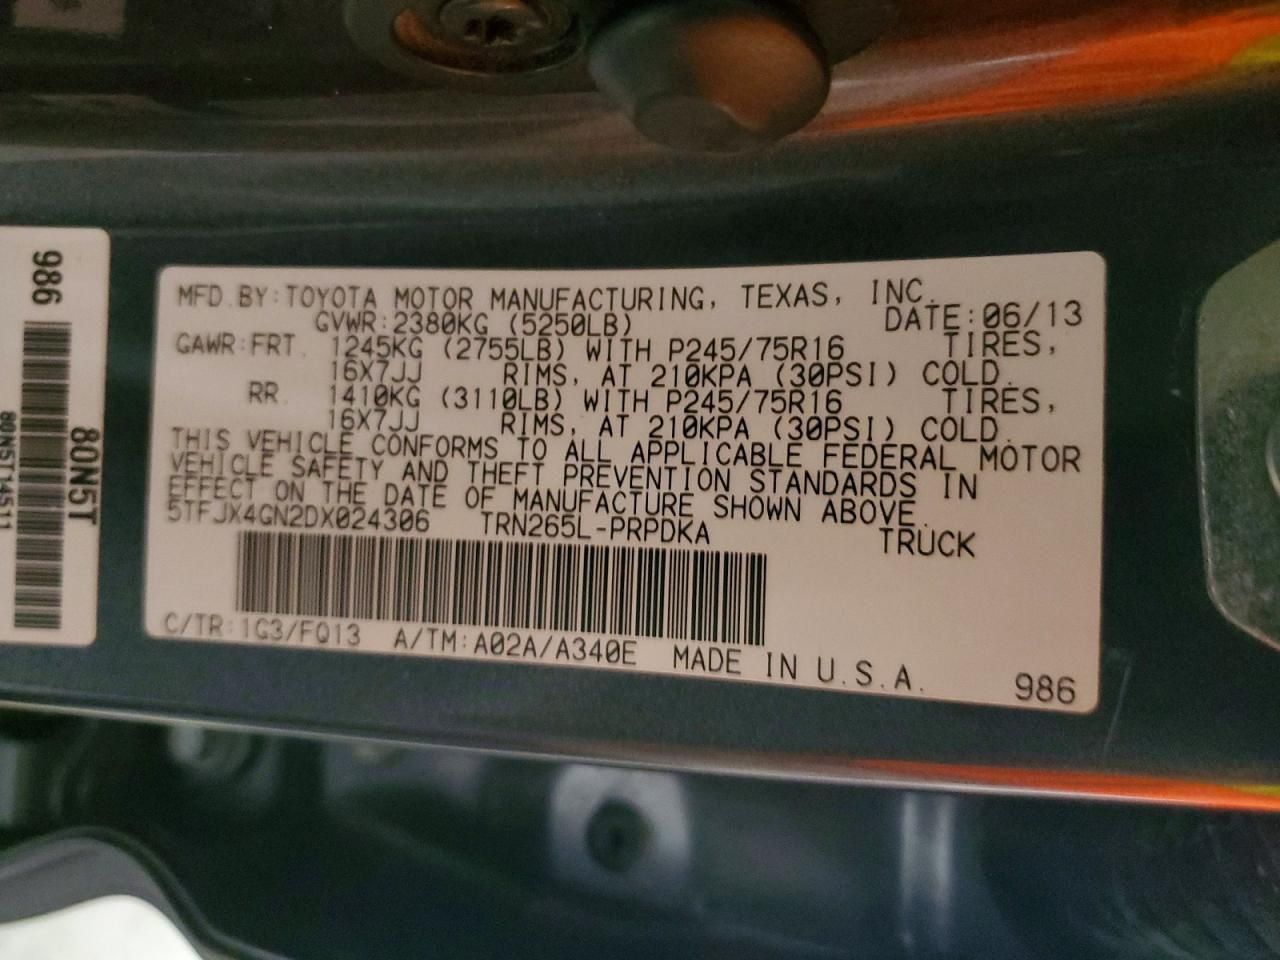 MFD. BY: TOYOTA MOTOR MANUFACTURING, TEXAS, INC.
GVWR: 2380KG (5250LB) DATE: 06/13
GAWR: FRT. 1245KG (2755LB) WITH P245/75R16 TIRES,
16X7JJ RIMS, AT 210KPA (30PSI) COLD.
RR. 1410KG (3110LB) WITH P245/75R16 TIRES,
16X7JJ RIMS, AT 210KPA (30PSI) COLD.
THIS VEHICLE CONFORMS TO ALL APPLICABLE FEDERAL MOTOR
VEHICLE SAFETY AND THEFT PREVENTION STANDARDS IN
EFFECT ON THE DATE OF MANUFACTURE SHOWN ABOVE.
5TFJX4GN2DX024306 TRN265L-PRPDKA TRUCK
C/TR: 1G3/FQ13 A/TM: A02A/A340E MADE IN U.S.A.
986
986
80N5T
80N5T14511